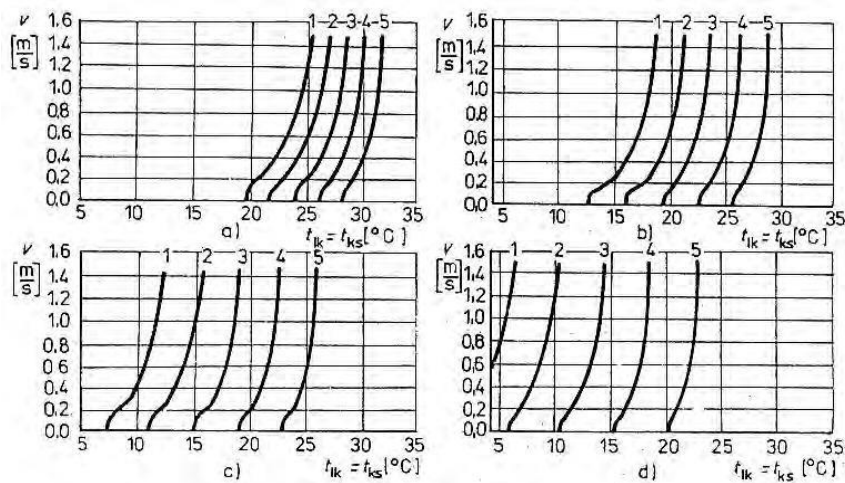 ν 1.6
[m/s] 1.4
1.2
1.0
0.8
0.6
0.4
0.2
0.0
1-2-3-4-5
5 10 15 20 25 30 35
a) t_lk = t_ks [°C]
ν 1.6
[m/s] 1.4
1.2
1.0
0.8
0.6
0.4
0.2
0.0
1 2 3 4 5
5 10 15 20 25 30 35
b) t_lk = t_ks [°C]
ν 1.6
[m/s] 1.4
1.2
1.0
0.8
0.6
0.4
0.2
0.0
1 2 3 4 5
5 10 15 20 25 30 35
c) t_lk = t_ks [°C]
ν 1.6
[m/s] 1.4
1.2
1.0
0.8
0.6
0.4
0.2
0.0
1 2 3 4 5
5 10 15 20 25 30 35
d) t_lk = t_ks [°C]